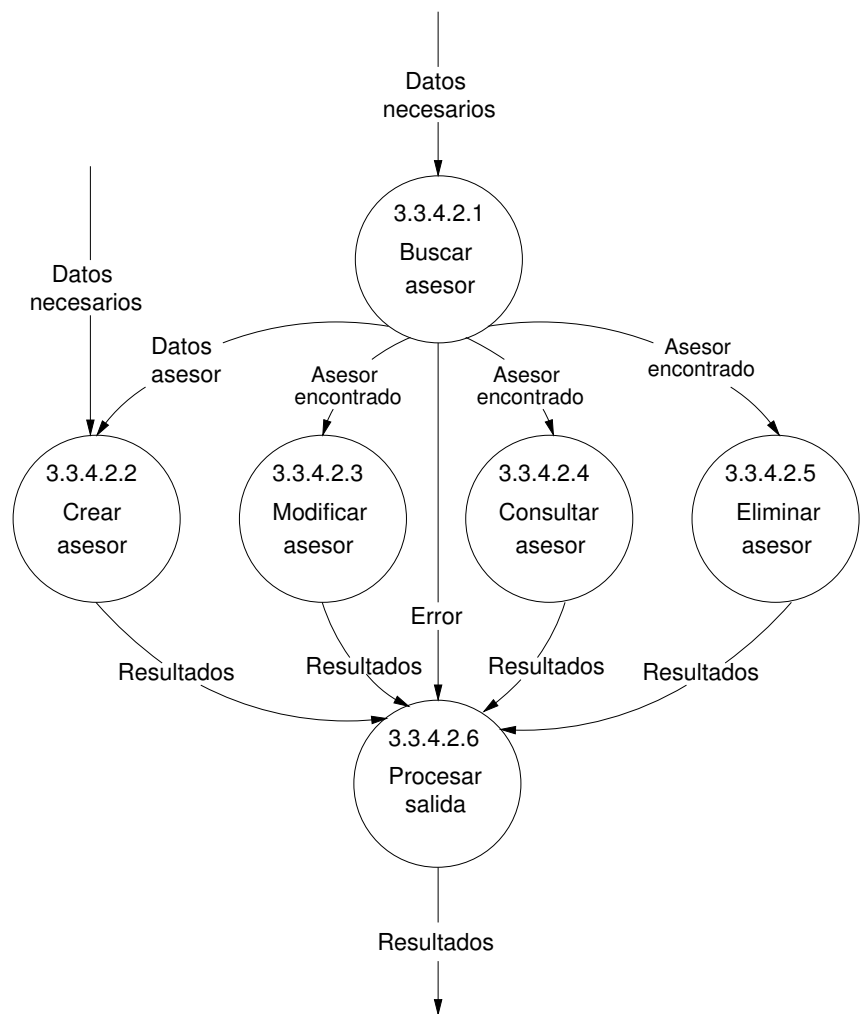 Datos
necesarios
3.3.4.2.1
Buscar
asesor
Datos
necesarios
Datos
asesor
Asesor
encontrado
Asesor
encontrado
Asesor
encontrado
3.3.4.2.2
Crear
asesor
3.3.4.2.3
Modificar
asesor
3.3.4.2.4
Consultar
asesor
3.3.4.2.5
Eliminar
asesor
Error
Resultados
Resultados
Resultados
Resultados
3.3.4.2.6
Procesar
salida
Resultados